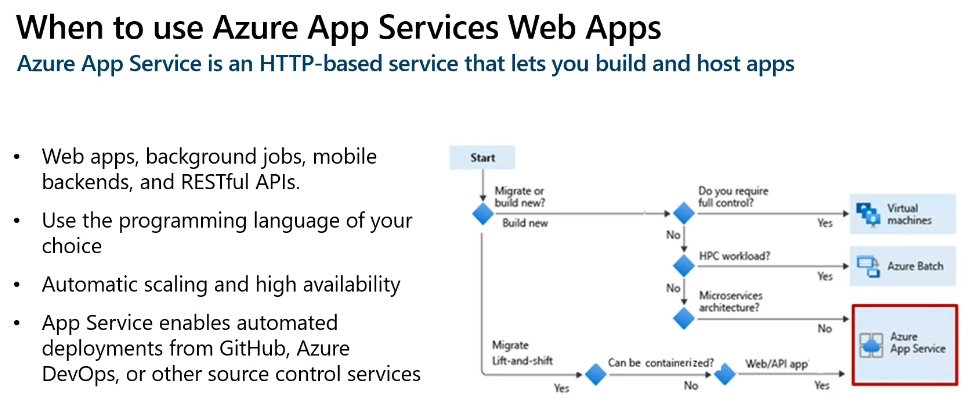 When to use Azure App Services Web Apps
Azure App Service is an HTTP-based service that lets you build and host apps
• Web apps, background jobs, mobile
backends, and RESTful APIs.
• Use the programming language of your
choice
• Automatic scaling and high availability
• App Service enables automated
deployments from GitHub, Azure
DevOps, or other source control services
Start
Migrate or
build new?
Build new
Do you require
full control?
Yes
Virtual
machines
No
HPC workload?
Yes
Azure Batch
No
Microservices
architecture?
No
Azure
App Service
Migrate
Lift-and-shift
Yes
Can be containerized?
No
Web/API app
Yes